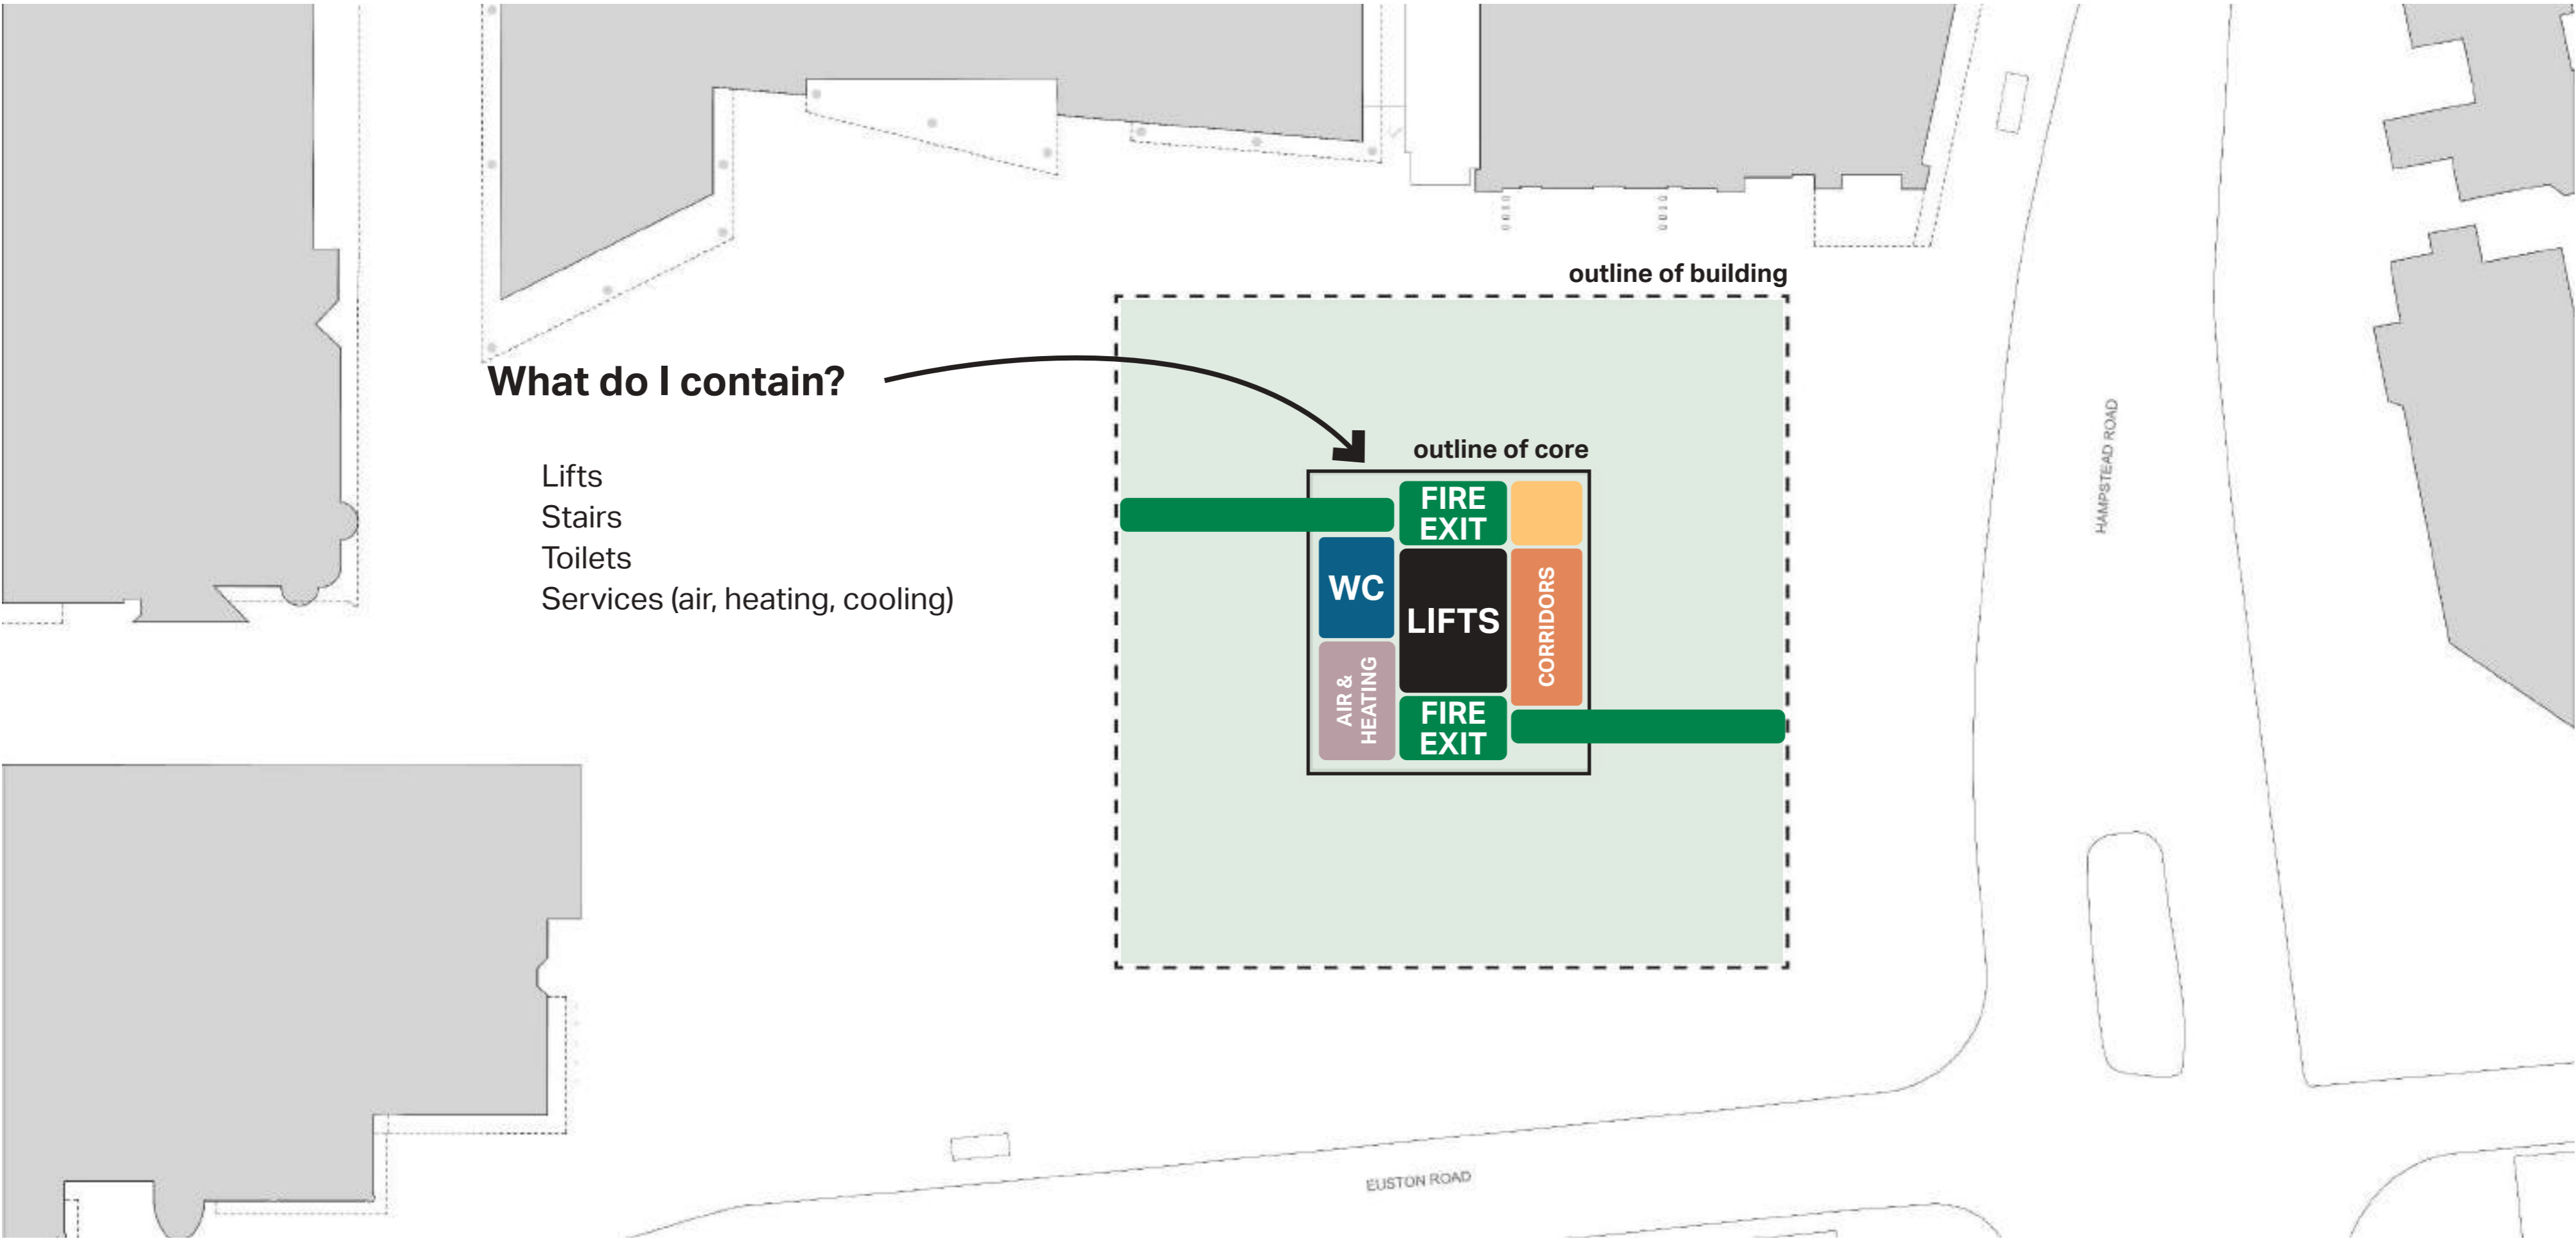 outline of building
What do I contain?
Lifts
Stairs
Toilets
Services (air, heating, cooling)
outline of core
FIRE
EXIT
WC
LIFTS
CORRIDORS
AIR &
HEATING
FIRE
EXIT
HAMPSTEAD ROAD
EUSTON ROAD